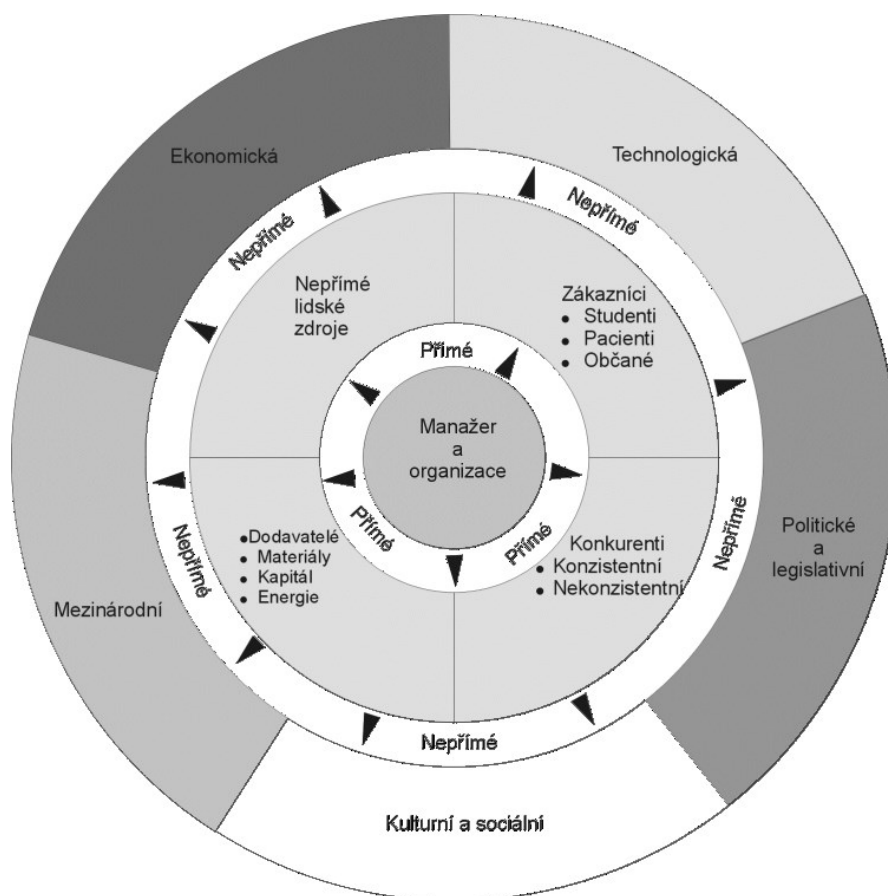 Ekonomická
Technologická
Nepřímé
Nepřímé
Nepřímé
lidské
zdroje
Zákazníci
• Studenti
• Pacienti
• Občané
Přímé
Manažer
a
organizace
Přímé
Přímé
• Dodavatelé
• Materiály
• Kapitál
• Energie
Konkurenti
• Konzistentní
• Nekonzistentní
Nepřímé
Nepřímé
Politické
a
legislativní
Mezinárodní
Nepřímé
Kulturní a sociální